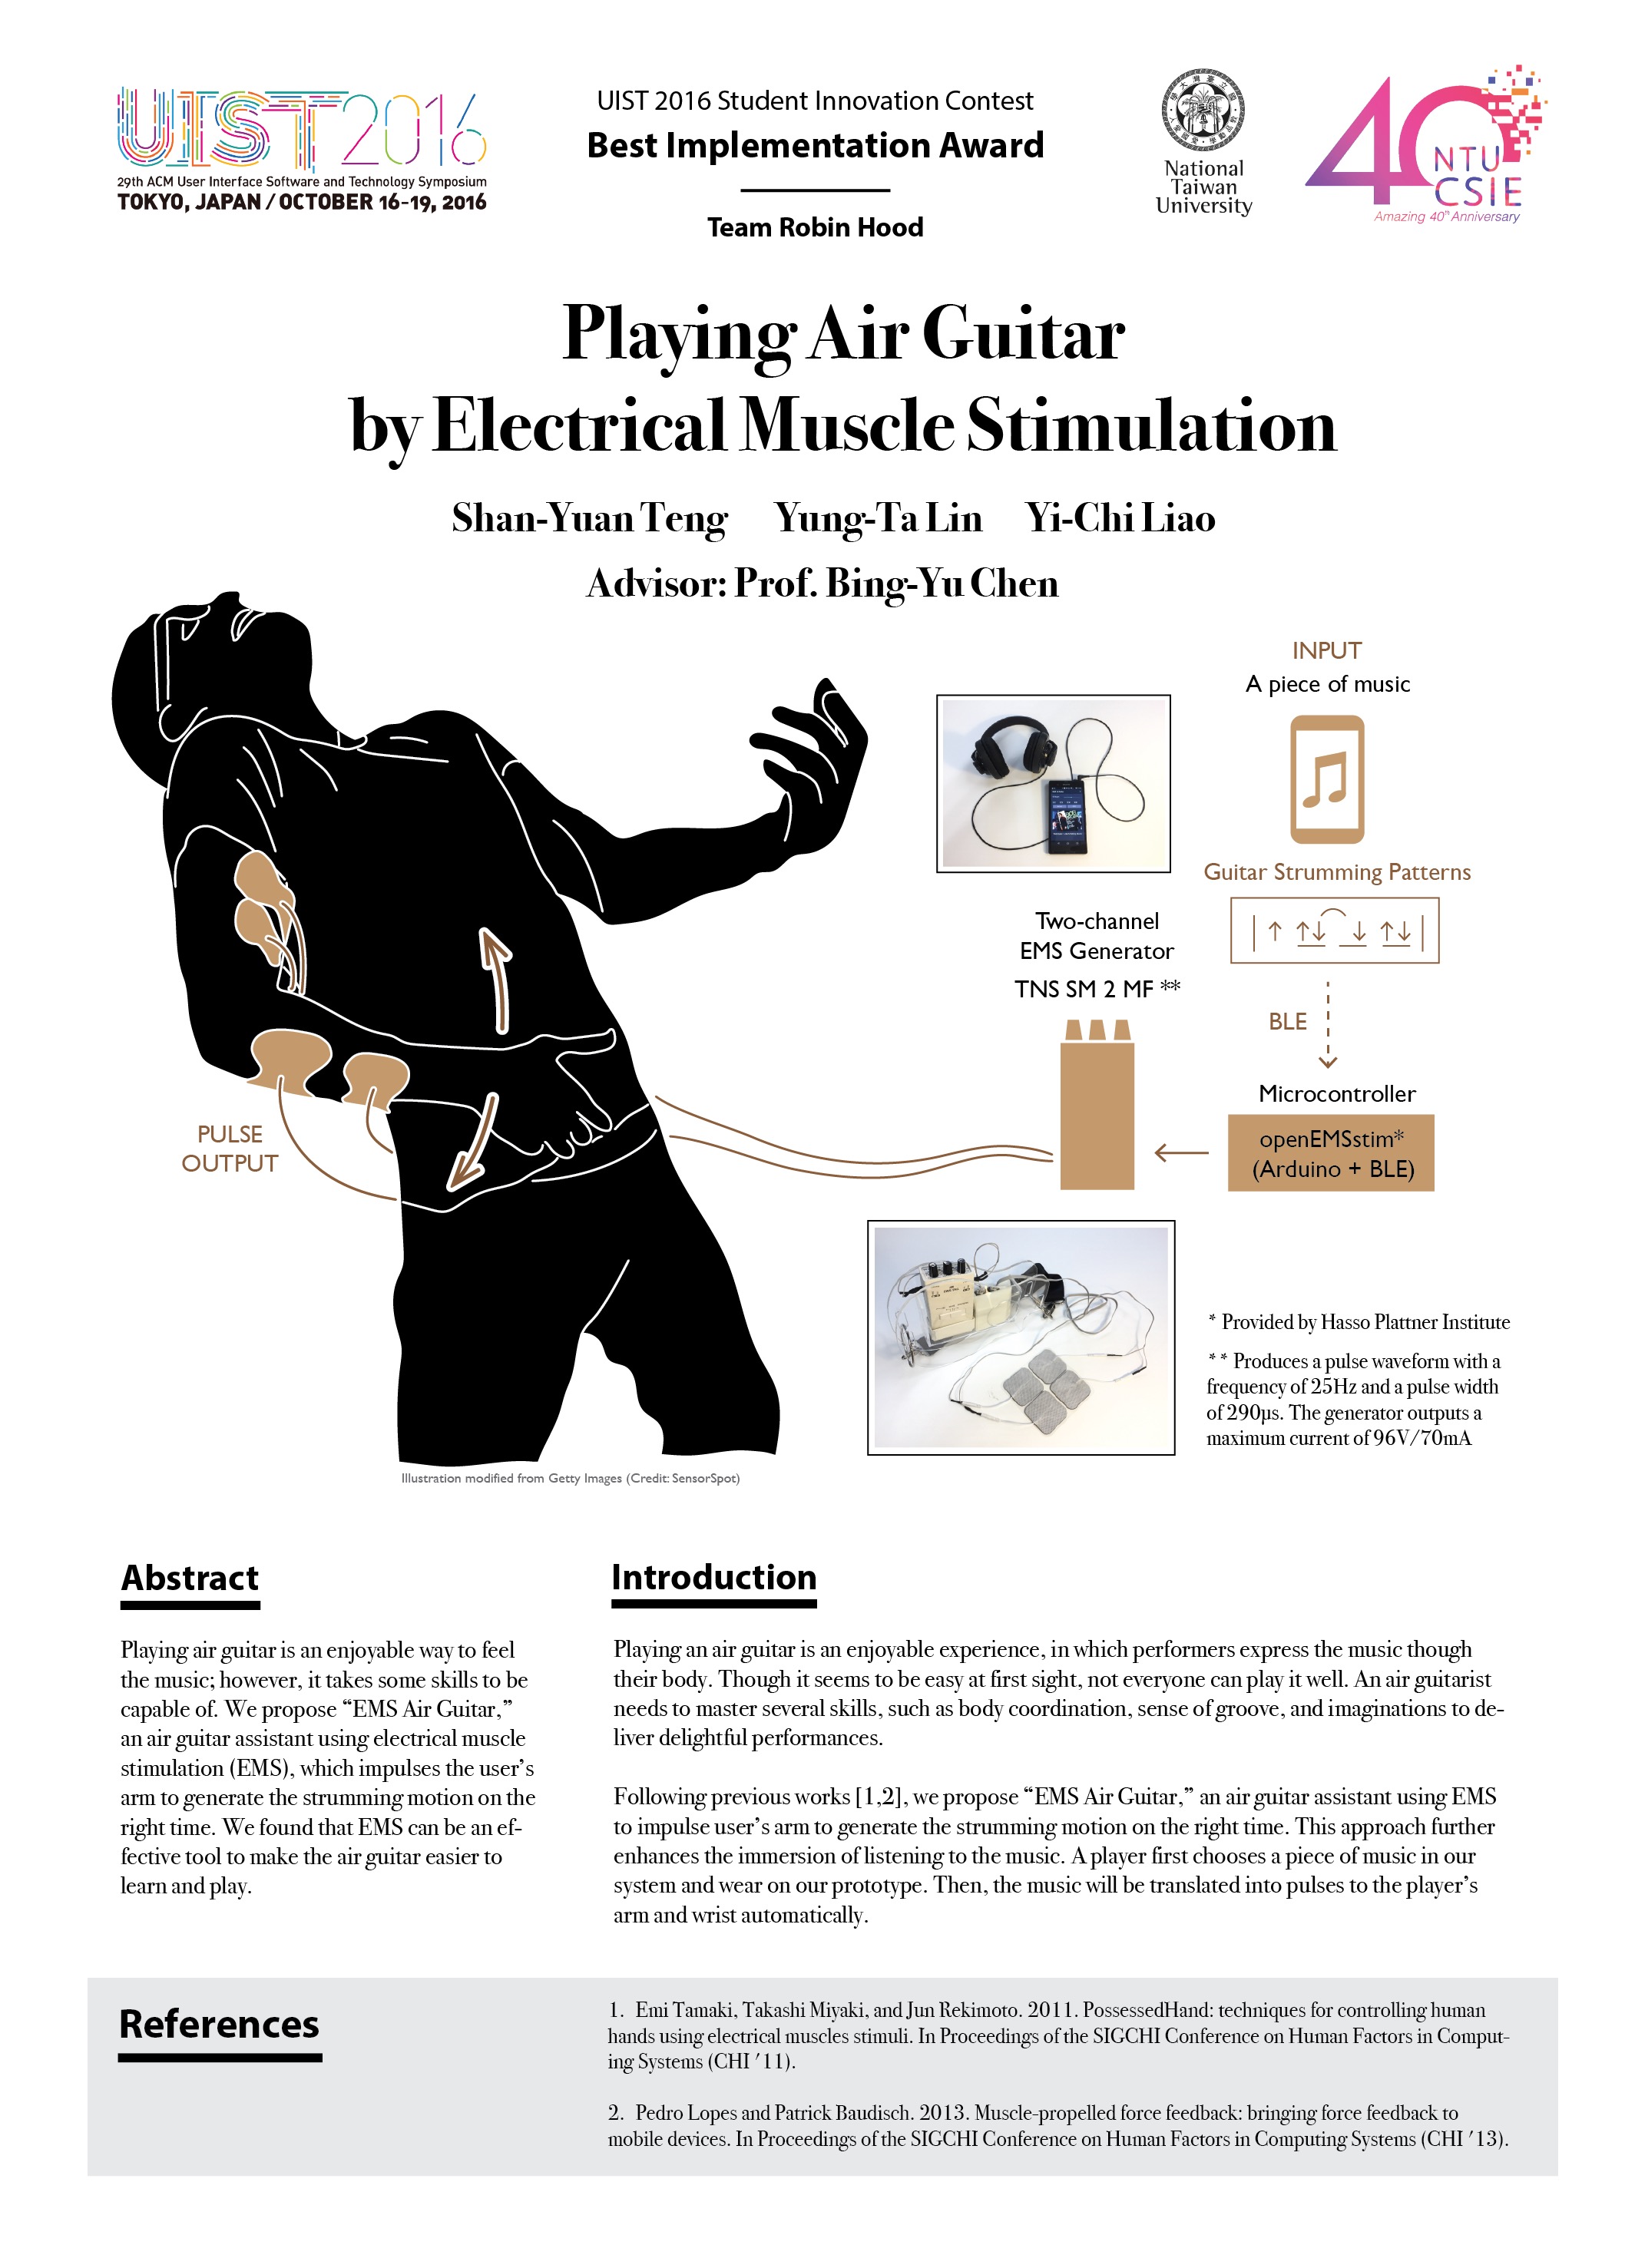 UIST2016
29th ACM User Interface Software and Technology Symposium
TOKYO, JAPAN / OCTOBER 16-19, 2016
UIST 2016 Student Innovation Contest
Best Implementation Award
Team Robin Hood
National
Taiwan
University
40
NTU
CSIE
Amazing 40th Anniversary
Playing Air Guitar
by Electrical Muscle Stimulation
Shan-Yuan Teng Yung-Ta Lin Yi-Chi Liao
Advisor: Prof. Bing-Yu Chen
INPUT
A piece of music
Guitar Strumming Patterns
Two-channel
EMS Generator
TNS SM 2 MF **
BLE
Microcontroller
openEMSstim*
(Arduino + BLE)
PULSE
OUTPUT
* Provided by Hasso Plattner Institute
** Produces a pulse waveform with a
frequency of 25Hz and a pulse width
of 290µs. The generator outputs a
maximum current of 96V/70mA
Illustration modified from Getty Images (Credit: SensorSpot)
Abstract
Playing air guitar is an enjoyable way to feel
the music; however, it takes some skills to be
capable of. We propose “EMS Air Guitar,”
an air guitar assistant using electrical muscle
stimulation (EMS), which impulses the user’s
arm to generate the strumming motion on the
right time. We found that EMS can be an ef-
fective tool to make the air guitar easier to
learn and play.
Introduction
Playing an air guitar is an enjoyable experience, in which performers express the music though
their body. Though it seems to be easy at first sight, not everyone can play it well. An air guitarist
needs to master several skills, such as body coordination, sense of groove, and imaginations to de-
liver delightful performances.
Following previous works [1,2], we propose “EMS Air Guitar,” an air guitar assistant using EMS
to impulse user’s arm to generate the strumming motion on the right time. This approach further
enhances the immersion of listening to the music. A player first chooses a piece of music in our
system and wear on our prototype. Then, the music will be translated into pulses to the player’s
arm and wrist automatically.
References
1. Emi Tamaki, Takashi Miyaki, and Jun Rekimoto. 2011. PossessedHand: techniques for controlling human
hands using electrical muscles stimuli. In Proceedings of the SIGCHI Conference on Human Factors in Comput-
ing Systems (CHI '11).
2. Pedro Lopes and Patrick Baudisch. 2013. Muscle-propelled force feedback: bringing force feedback to
mobile devices. In Proceedings of the SIGCHI Conference on Human Factors in Computing Systems (CHI '13).